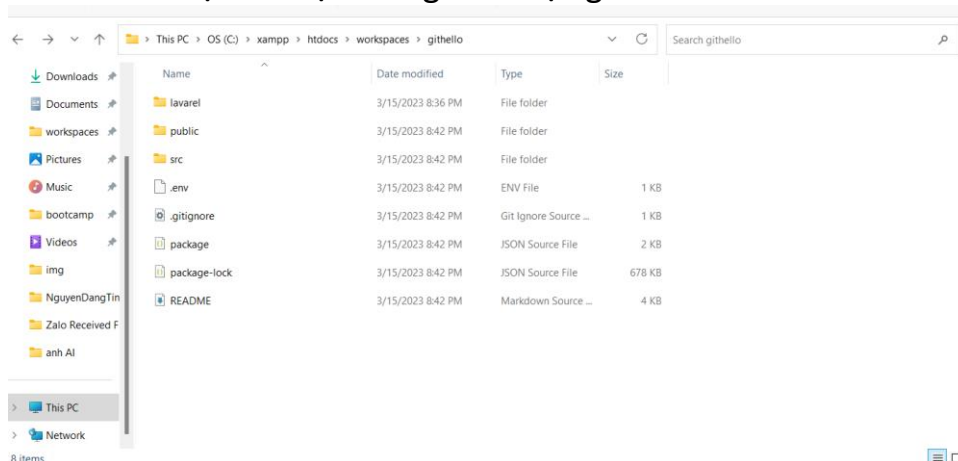 This PC > OS (C:) > xampp > htdocs > workspaces > githello
Search githello
Downloads
Documents
workspaces
Pictures
Music
bootcamp
Videos
img
NguyenDangTin
Zalo Received F
anh AI
This PC
Network
Name Date modified Type Size
lavarel 3/15/2023 8:36 PM File folder
public 3/15/2023 8:42 PM File folder
src 3/15/2023 8:42 PM File folder
.env 3/15/2023 8:42 PM ENV File 1 KB
.gitignore 3/15/2023 8:42 PM Git Ignore Source ... 1 KB
package 3/15/2023 8:42 PM JSON Source File 2 KB
package-lock 3/15/2023 8:42 PM JSON Source File 678 KB
README 3/15/2023 8:42 PM Markdown Source ... 4 KB
8 items